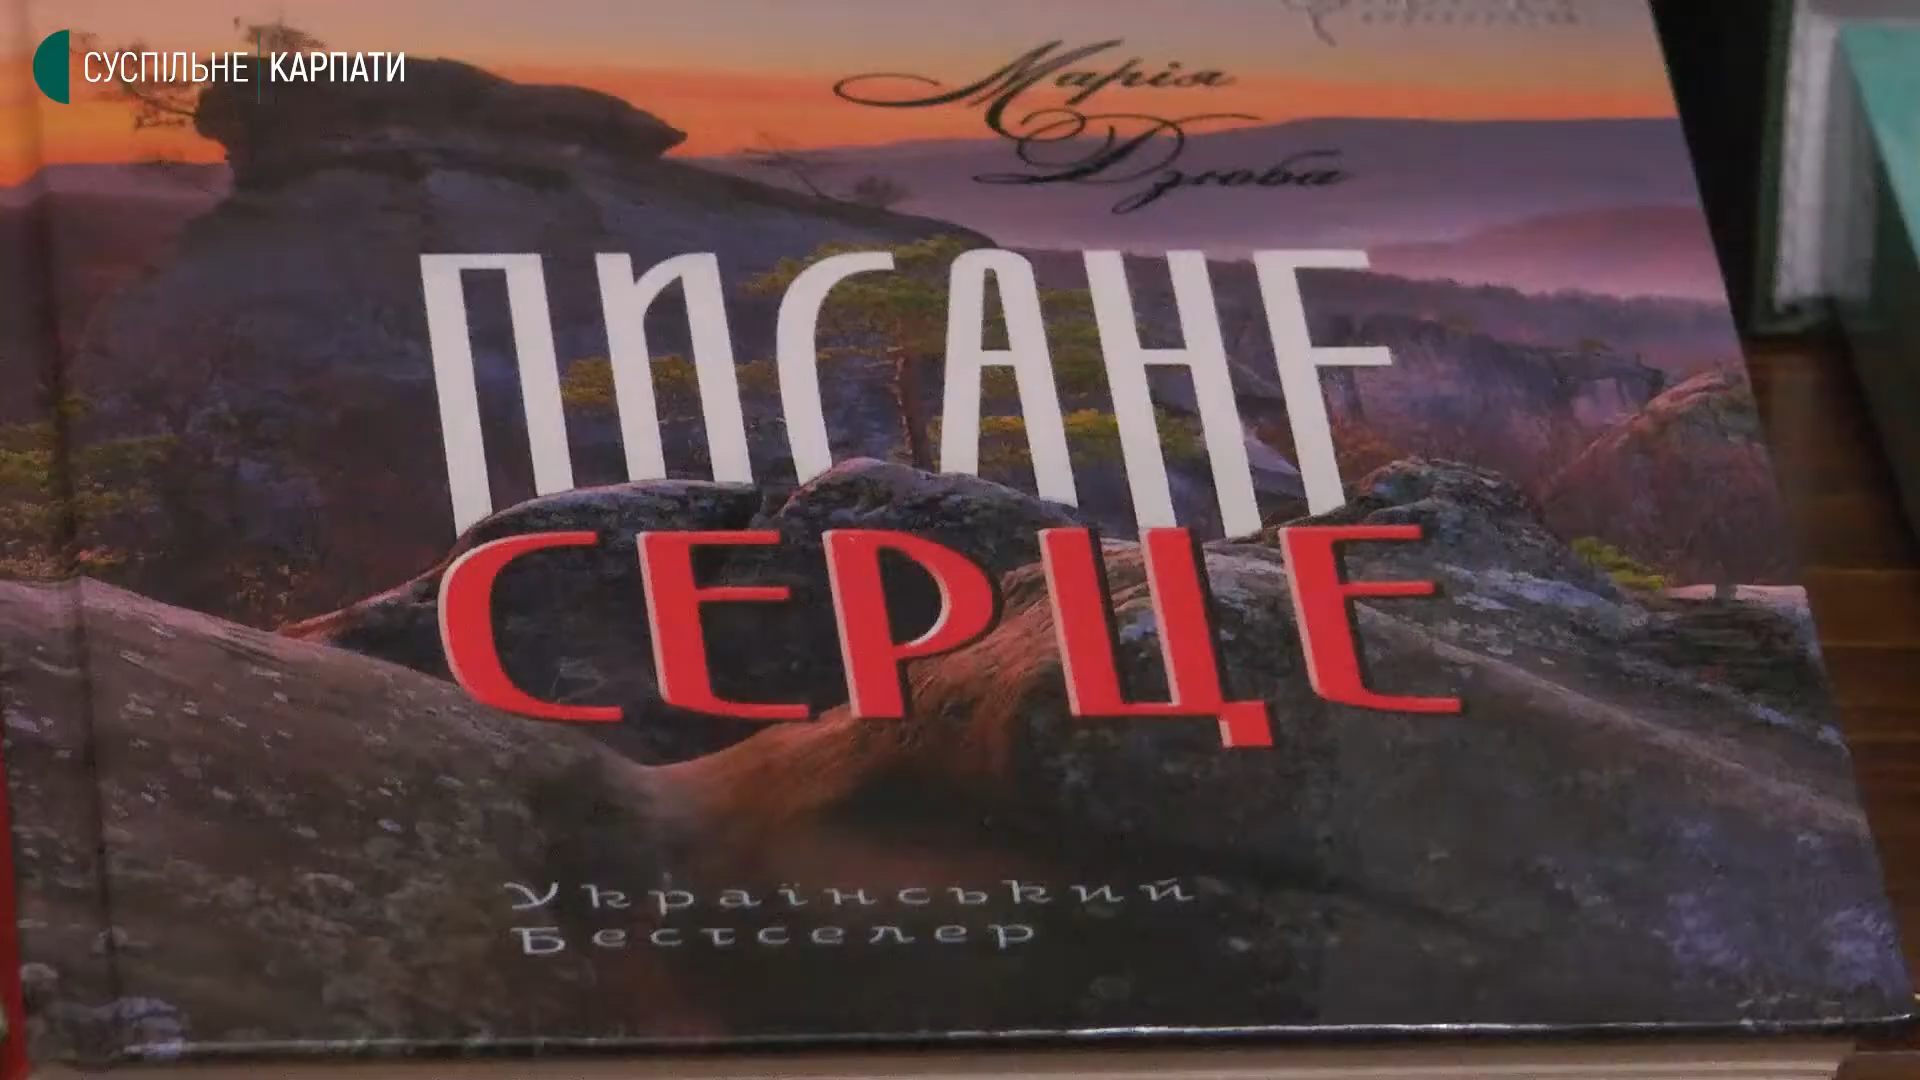 СУСПІЛЬНЕ КАРПАТИ
Марія
Дзюба
ПИСАНЕ
СЕРЦЕ
Український
Бестселер